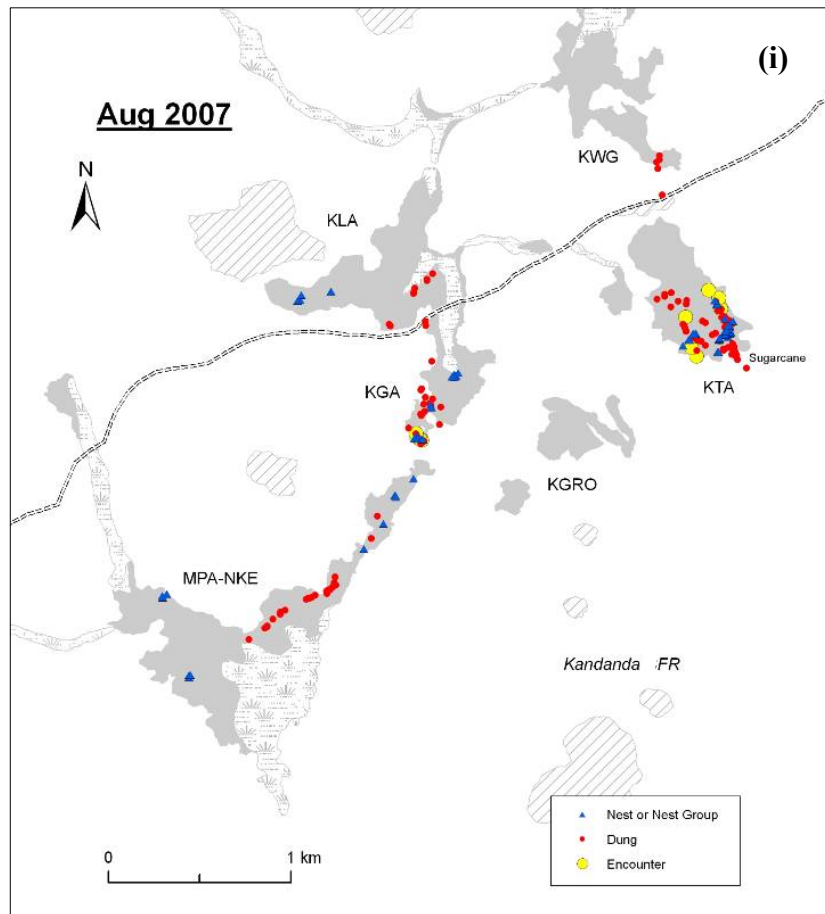 (i)
Aug 2007
N
KWG
KLA
KTA
Sugarcane
KGA
KGRO
MPA-NKE
Kandanda FR
Nest or Nest Group
Dung
Encounter
0 1 km